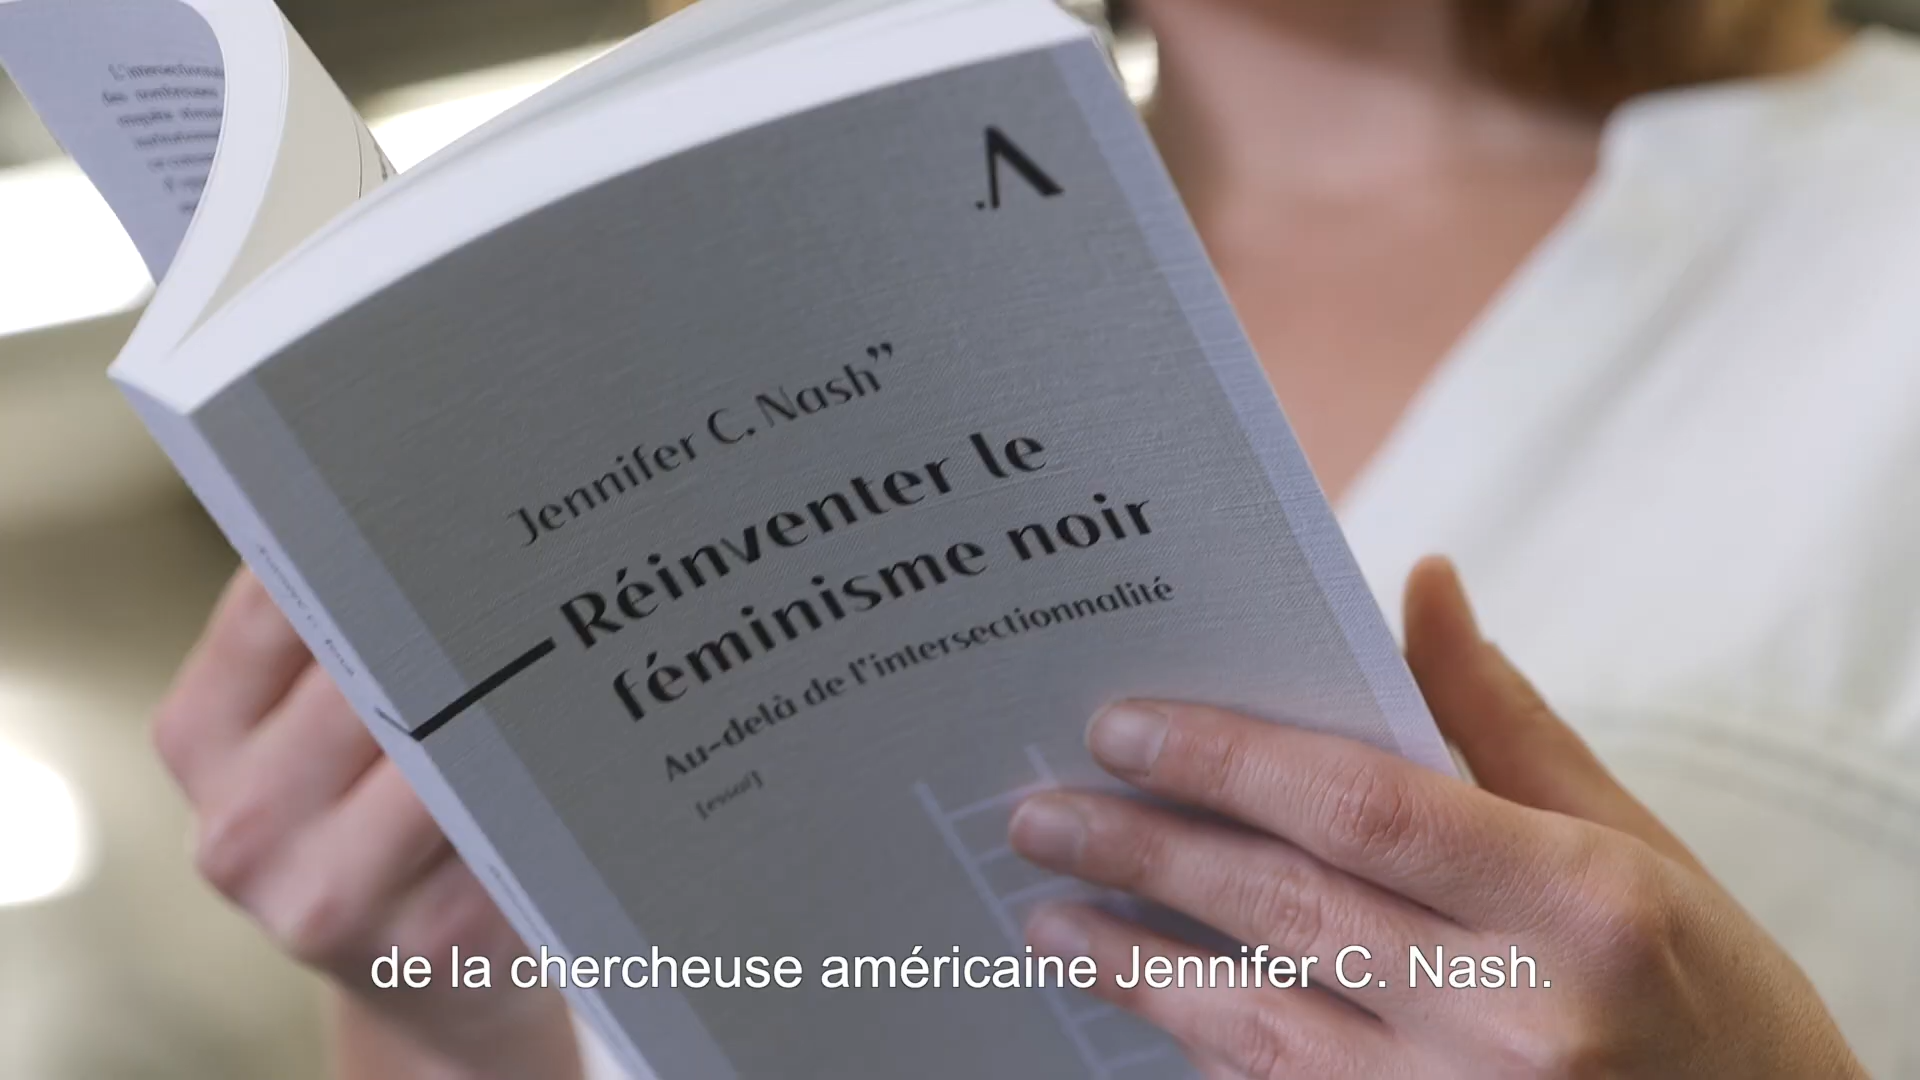 Jennifer C. Nash”
Réinventer le
féminisme noir
Au-delà de l'intersectionnalité
[essai]
de la chercheuse américaine Jennifer C. Nash.